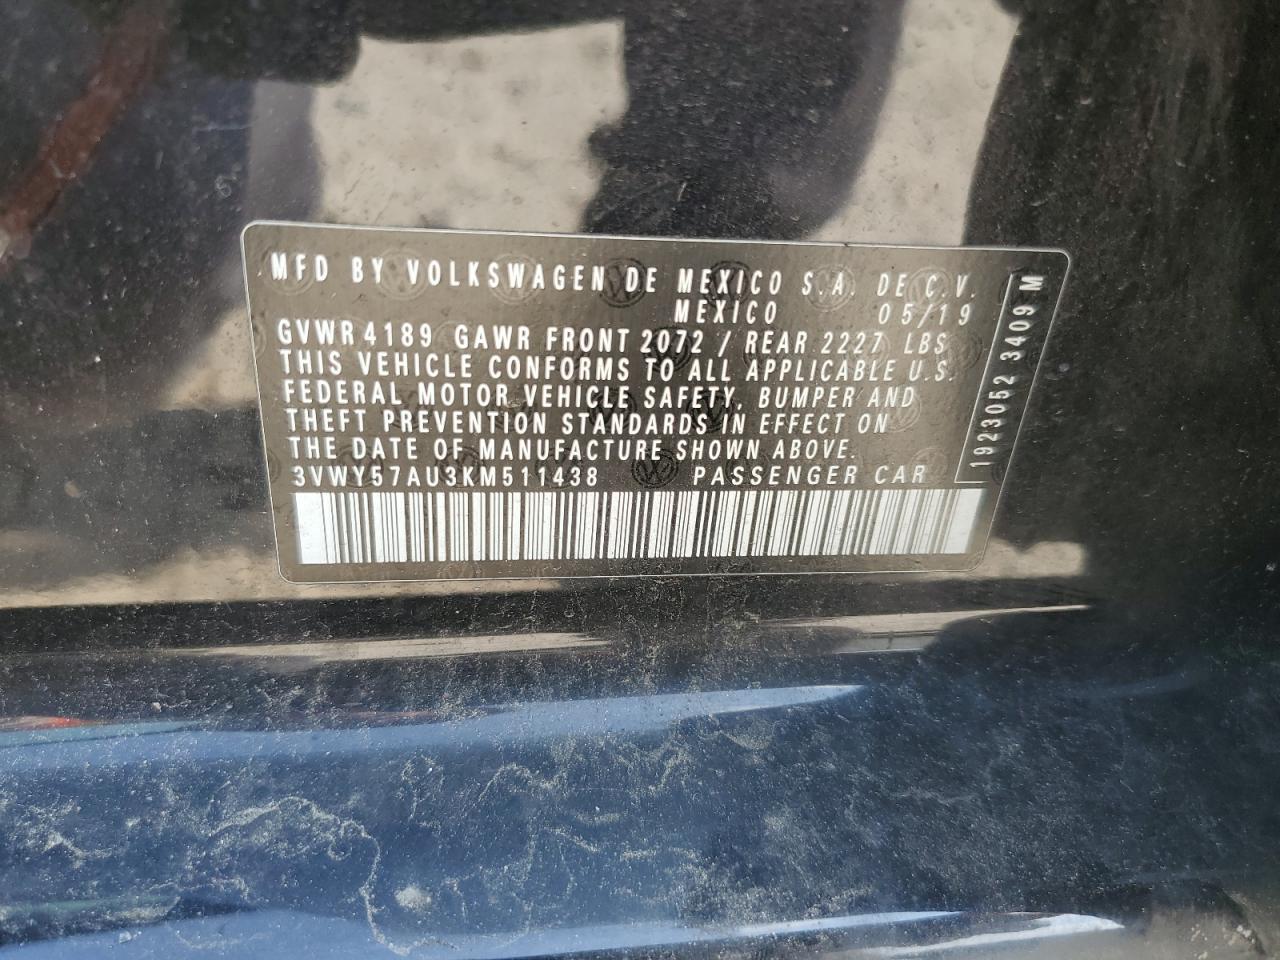 MFD BY VOLKSWAGEN DE MEXICO S.A. DE C.V.
MEXICO 05/19
GVWR 4189 GAWR FRONT 2072 / REAR 2227 LBS
THIS VEHICLE CONFORMS TO ALL APPLICABLE U.S.
FEDERAL MOTOR VEHICLE SAFETY, BUMPER AND
THEFT PREVENTION STANDARDS IN EFFECT ON
THE DATE OF MANUFACTURE SHOWN ABOVE.
3VWY57AU3KM511438 PASSENGER CAR
1923052 3409 M